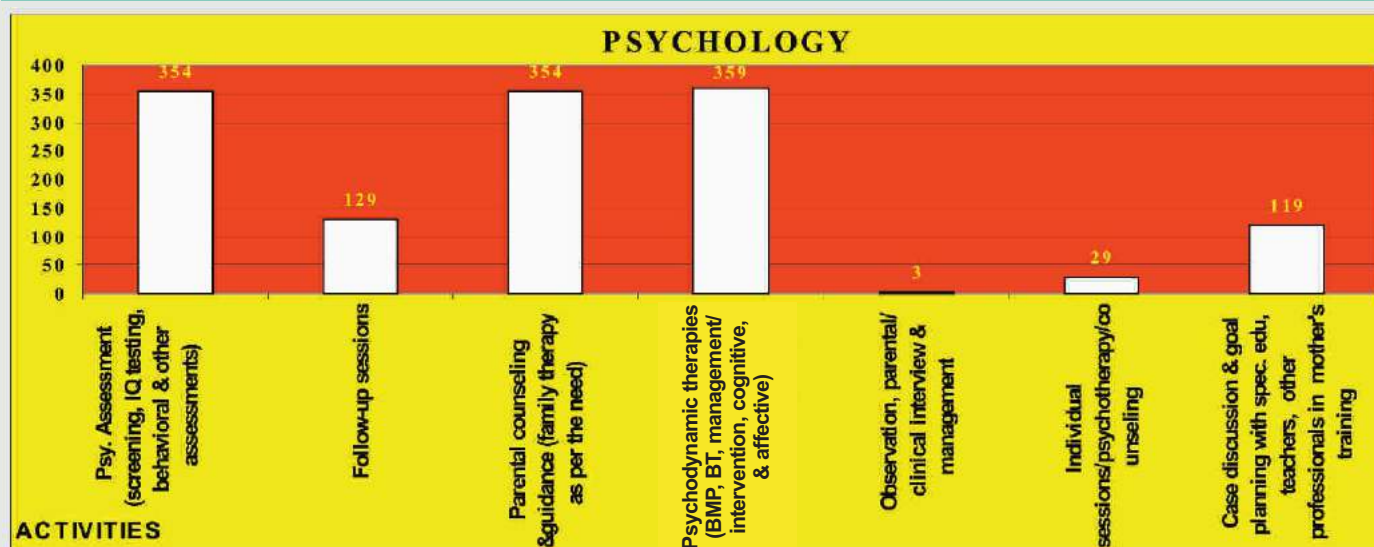 PSYCHOLOGY
400
350
300
250
200
150
100
50
0
354
129
354
359
3
29
119
Psy. Assessment
(screening, IQ testing,
behavioral & other
assessments)
Follow-up sessions
Parental counseling
&guidance (family therapy
as per the need)
Psychodynamic therapies
(BMP, BT, management/
intervention, cognitive,
& affective)
Observation, parental/
clinical interview &
management
Individual
sessions/psychotherapy/co
unseling
Case discussion & goal
planning with spec. edu,
teachers, other
professionals in mother's
training
ACTIVITIES